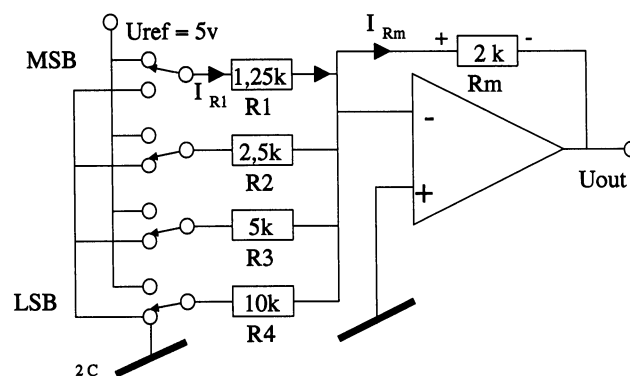 Uref = 5v
MSB
I R1
1,25k
R1
2,5k
R2
5k
R3
LSB
10k
R4
2 C
I Rm
+ 2 k -
Rm
-
+
Uout